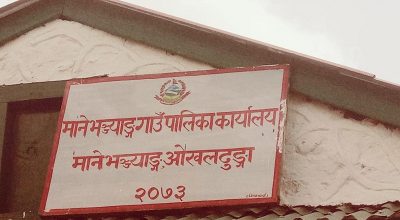 मानेभञ्ज्याङ्ग गाउँपालिका कार्यालय
मानेभञ्ज्याङ्ग, ओखलढुङ्गा
२०७३